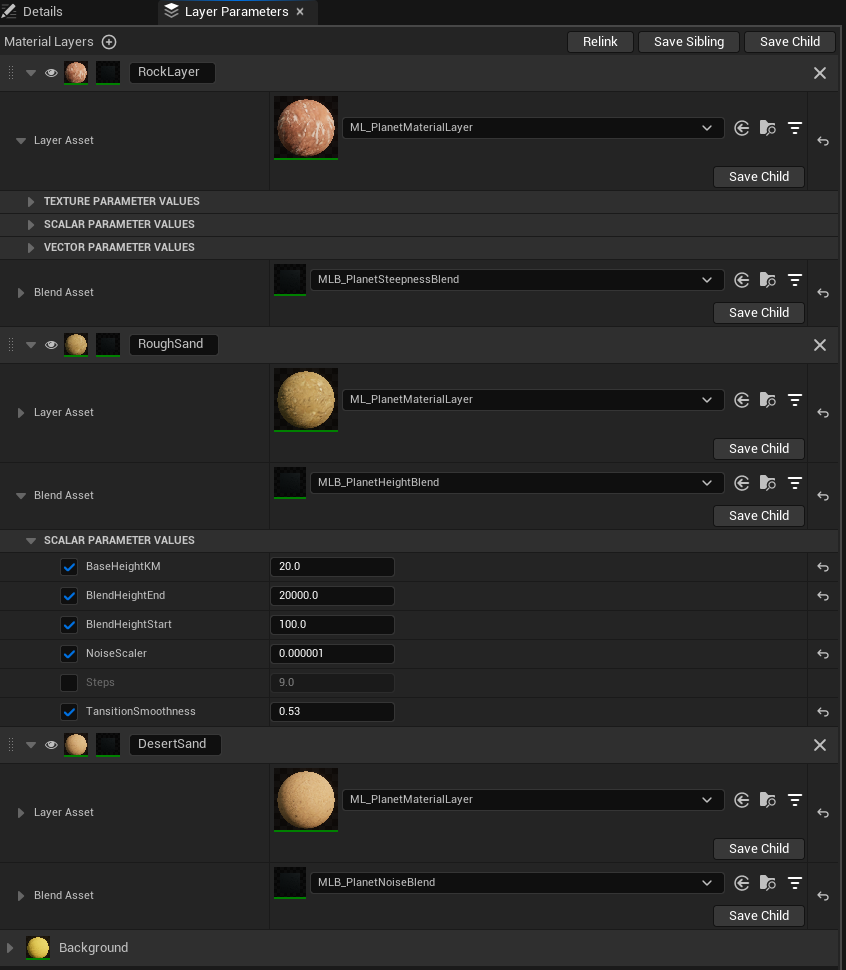 Details
Layer Parameters
Material Layers
Relink
Save Sibling
Save Child
RockLayer
Layer Asset
ML_PlanetMaterialLayer
Save Child
TEXTURE PARAMETER VALUES
SCALAR PARAMETER VALUES
VECTOR PARAMETER VALUES
Blend Asset
MLB_PlanetSteepnessBlend
Save Child
RoughSand
Layer Asset
ML_PlanetMaterialLayer
Save Child
Blend Asset
MLB_PlanetHeightBlend
Save Child
SCALAR PARAMETER VALUES
BaseHeightKM 20.0
BlendHeightEnd 20000.0
BlendHeightStart 100.0
NoiseScaler 0.000001
Steps 9.0
TansitionSmoothness 0.53
DesertSand
Layer Asset
ML_PlanetMaterialLayer
Save Child
Blend Asset
MLB_PlanetNoiseBlend
Save Child
Background